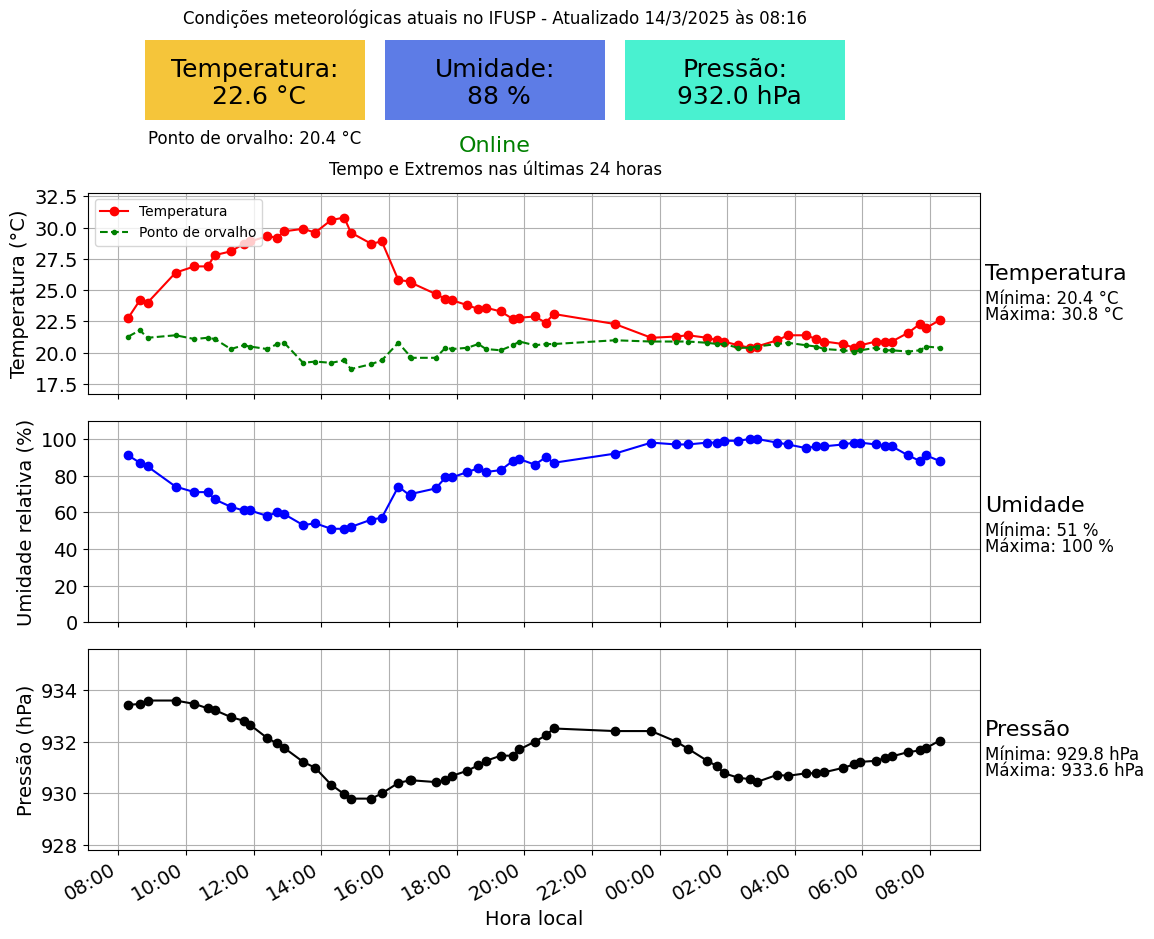 Condições meteorológicas atuais no IFUSP - Atualizado 14/3/2025 às 08:16
Temperatura:
22.6 °C
Umidade:
88 %
Pressão:
932.0 hPa
Ponto de orvalho: 20.4 °C
Online
Tempo e Extremos nas últimas 24 horas
Temperatura (°C)
32.5
30.0
27.5
25.0
22.5
20.0
17.5
Temperatura
Ponto de orvalho
Temperatura
Mínima: 20.4 °C
Máxima: 30.8 °C
Umidade relativa (%)
100
80
60
40
20
0
Umidade
Mínima: 51 %
Máxima: 100 %
Pressão (hPa)
934
932
930
928
Pressão
Mínima: 929.8 hPa
Máxima: 933.6 hPa
08:00 10:00 12:00 14:00 16:00 18:00 20:00 22:00 00:00 02:00 04:00 06:00 08:00
Hora local